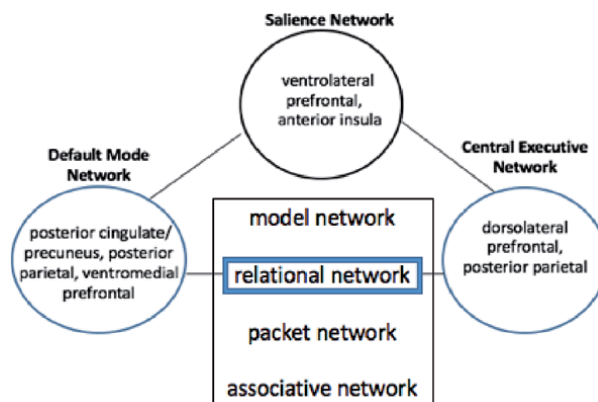 Salience Network
ventrolateral
prefrontal,
anterior insula
Default Mode
Network
Central Executive
Network
posterior cingulate/
precuneus, posterior
parietal, ventromedial
prefrontal
model network
relational network
packet network
associative network
dorsolateral
prefrontal,
posterior parietal